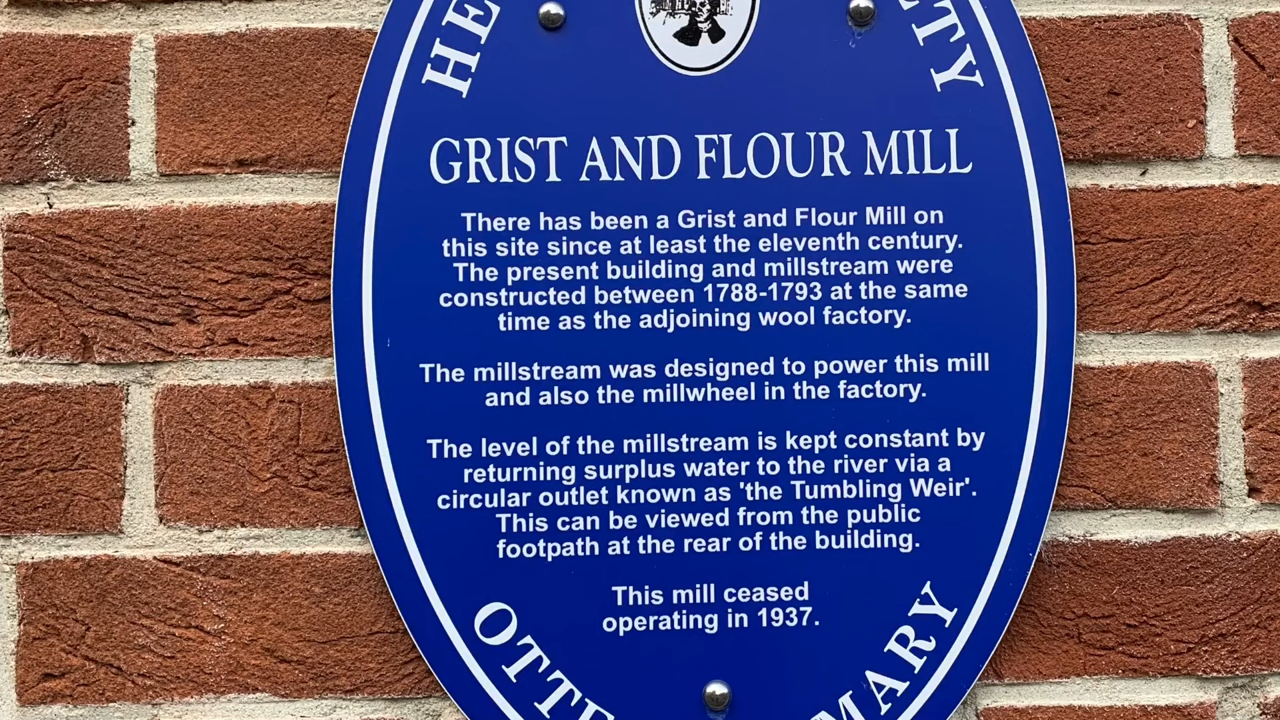 GRIST AND FLOUR MILL
There has been a Grist and Flour Mill on
this site since at least the eleventh century.
The present building and millstream were
constructed between 1788-1793 at the same
time as the adjoining wool factory.
The millstream was designed to power this mill
and also the millwheel in the factory.
The level of the millstream is kept constant by
returning surplus water to the river via a
circular outlet known as 'the Tumbling Weir'.
This can be viewed from the public
footpath at the rear of the building.
This mill ceased
operating in 1937.
MARY